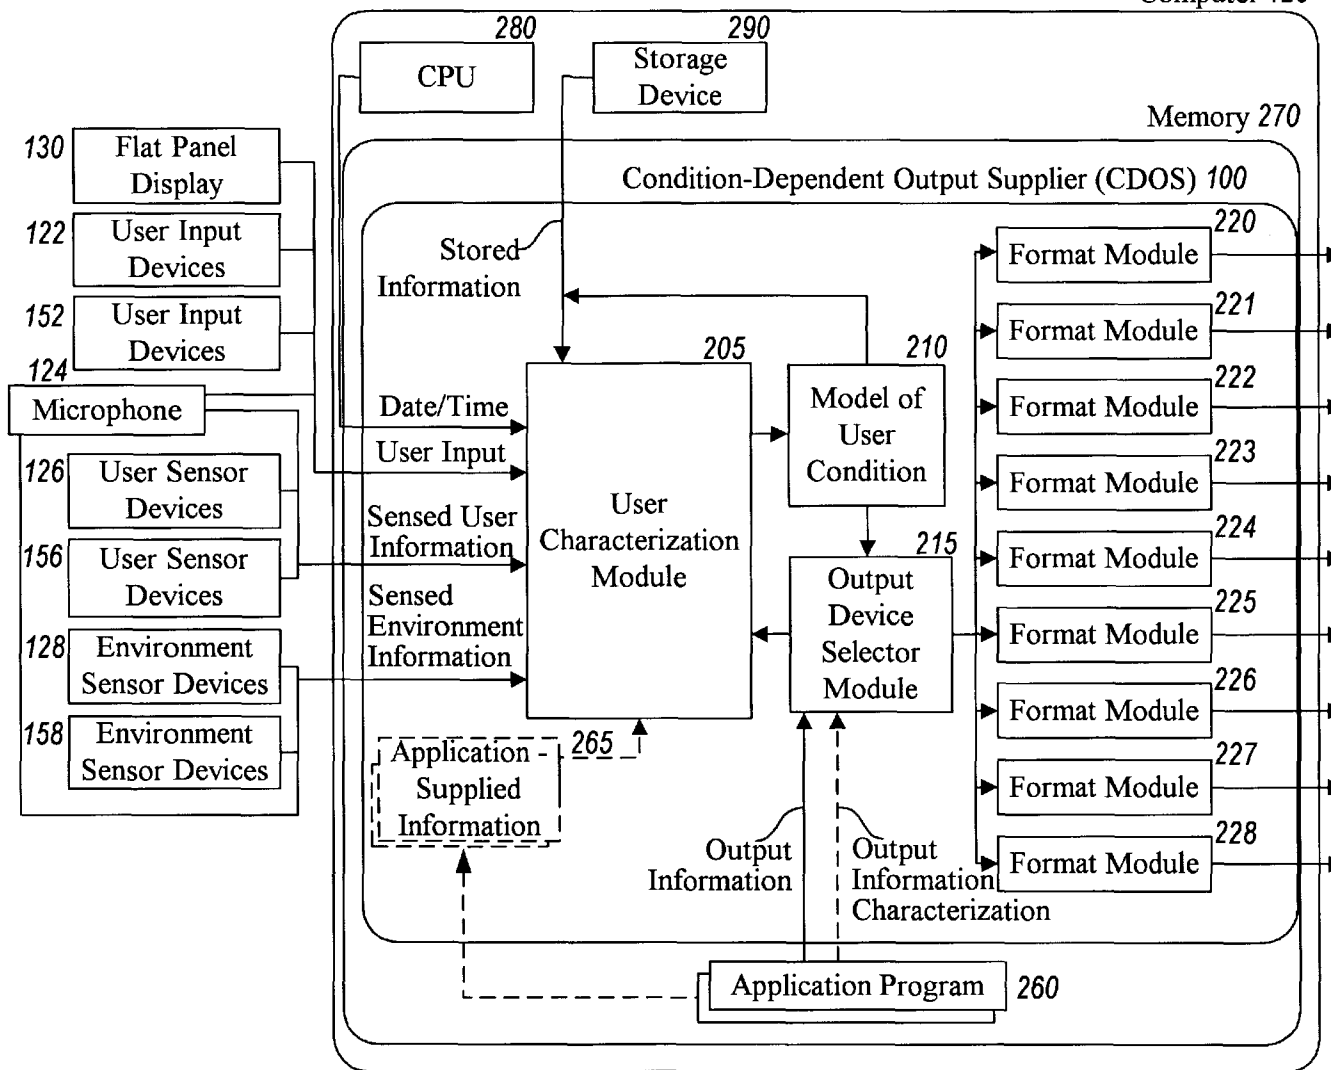 280
290
CPU
Storage
Device
Memory 270
130
Flat Panel
Display
Condition-Dependent Output Supplier (CDOS) 100
122
User Input
Devices
Stored
Information
152
User Input
Devices
124
Microphone
Date/Time
User Input
126
User Sensor
Devices
Sensed User
Information
156
User Sensor
Devices
Sensed
Environment
Information
128
Environment
Sensor Devices
158
Environment
Sensor Devices
205
User
Characterization
Module
210
Model of
User
Condition
215
Output
Device
Selector
Module
265
Application -
Supplied
Information
Output
Information
Output
Information
Characterization
220
Format Module
221
Format Module
222
Format Module
223
Format Module
224
Format Module
225
Format Module
226
Format Module
227
Format Module
228
Format Module
Application Program 260